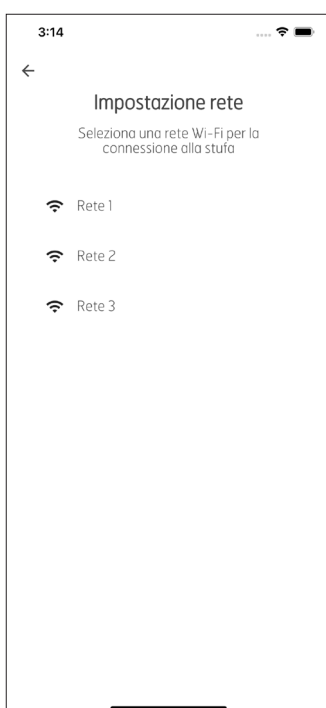 3:14
Impostazione rete
Seleziona una rete Wi-Fi per la
connessione alla stufa
Rete 1
Rete 2
Rete 3